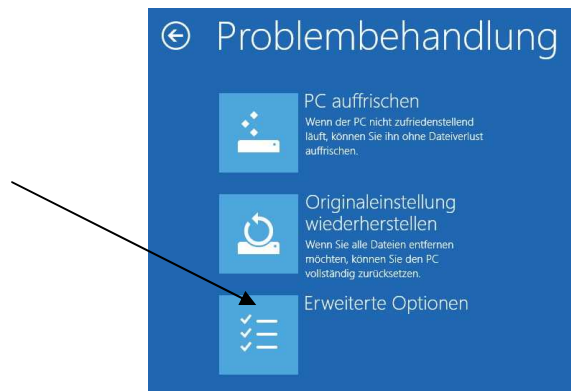 Problembehandlung
PC auffrischen
Wenn der PC nicht zufriedenstellend
läuft, können Sie ihn ohne Dateiverlust
auffrischen.
Originaleinstellung
wiederherstellen
Wenn Sie alle Dateien entfernen
möchten, können Sie den PC
vollständig zurücksetzen.
Erweiterte Optionen